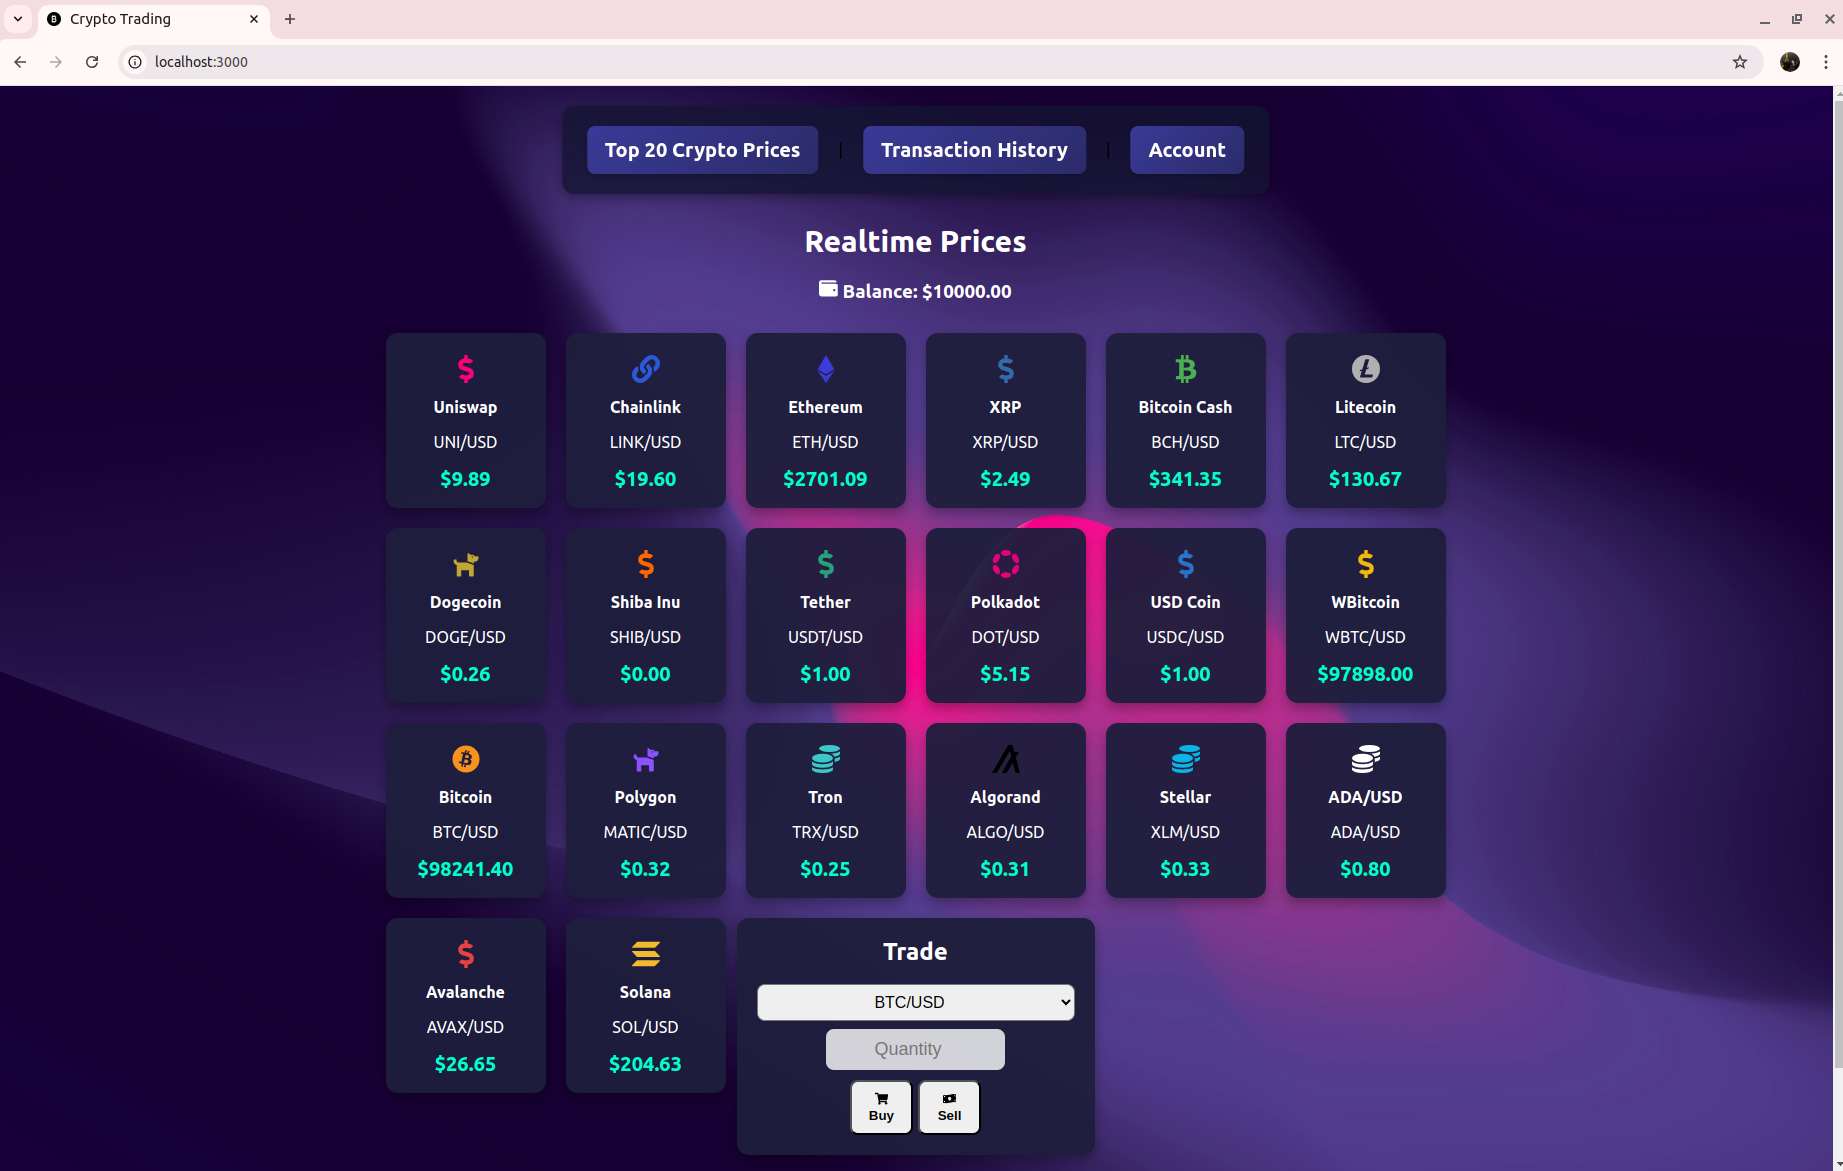 Crypto Trading
localhost:3000
Top 20 Crypto Prices | Transaction History | Account
Realtime Prices
Balance: $10000.00
Uniswap
UNI/USD
$9.89
Chainlink
LINK/USD
$19.60
Ethereum
ETH/USD
$2701.09
XRP
XRP/USD
$2.49
Bitcoin Cash
BCH/USD
$341.35
Litecoin
LTC/USD
$130.67
Dogecoin
DOGE/USD
$0.26
Shiba Inu
SHIB/USD
$0.00
Tether
USDT/USD
$1.00
Polkadot
DOT/USD
$5.15
USD Coin
USDC/USD
$1.00
WBitcoin
WBTC/USD
$97898.00
Bitcoin
BTC/USD
$98241.40
Polygon
MATIC/USD
$0.32
Tron
TRX/USD
$0.25
Algorand
ALGO/USD
$0.31
Stellar
XLM/USD
$0.33
ADA/USD
ADA/USD
$0.80
Avalanche
AVAX/USD
$26.65
Solana
SOL/USD
$204.63
Trade
BTC/USD
Quantity
Buy
Sell